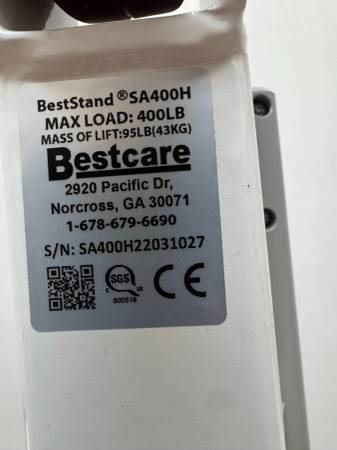 BestStand® SA400H
MAX LOAD: 400LB
MASS OF LIFT:95LB(43KG)
Bestcare
2920 Pacific Dr,
Norcross, GA 30071
1-678-679-6690
S/N: SA400H22031027
SGS CE
800519